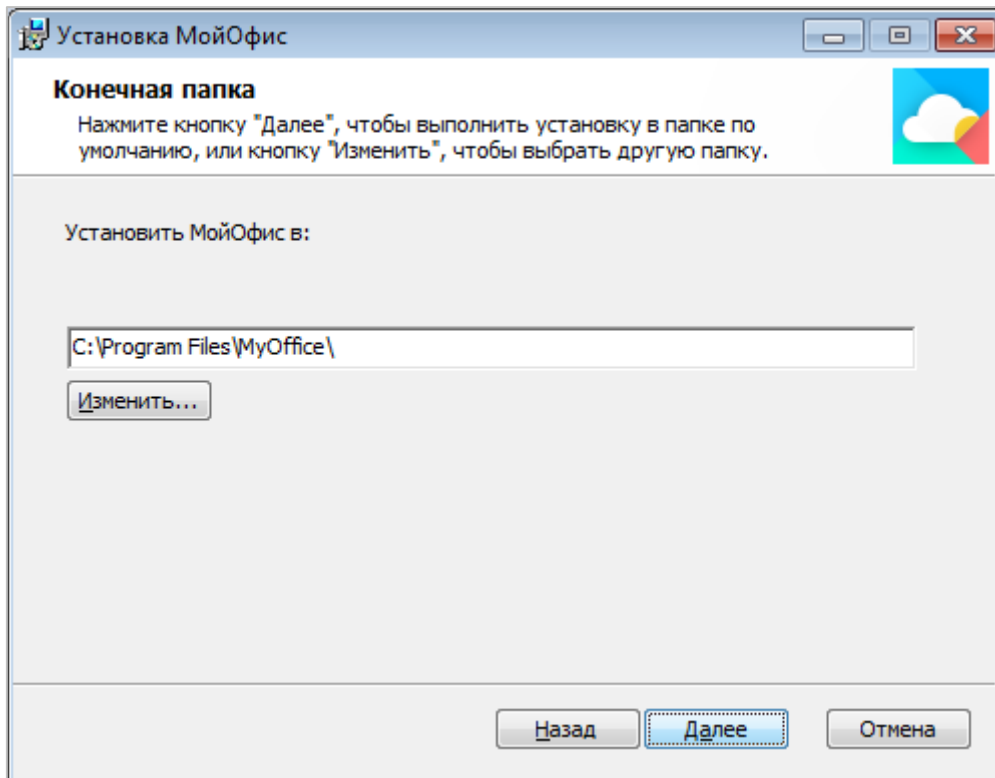 Установка МойОфис
Конечная папка
Нажмите кнопку "Далее", чтобы выполнить установку в папке по
умолчанию, или кнопку "Изменить", чтобы выбрать другую папку.
Установить МойОфис в:
C:\Program Files\MyOffice\
Изменить...
Назад
Далее
Отмена